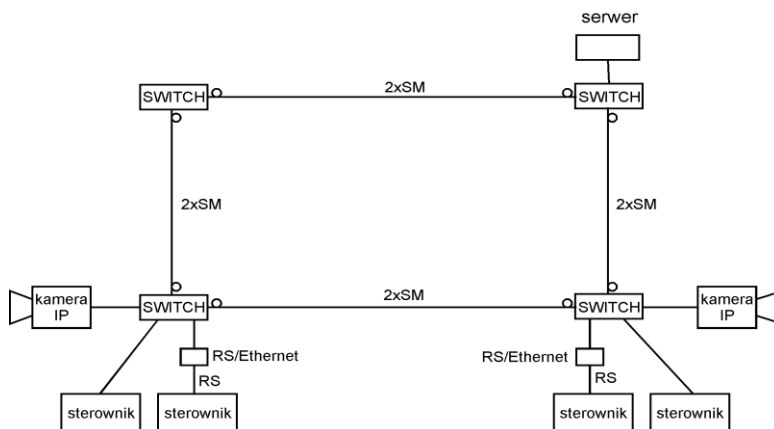 serwer
SWITCH
2xSM
SWITCH
2xSM
2xSM
kamera
IP
SWITCH
2xSM
SWITCH
kamera
IP
RS/Ethernet
RS/Ethernet
RS
RS
sterownik
sterownik
sterownik
sterownik